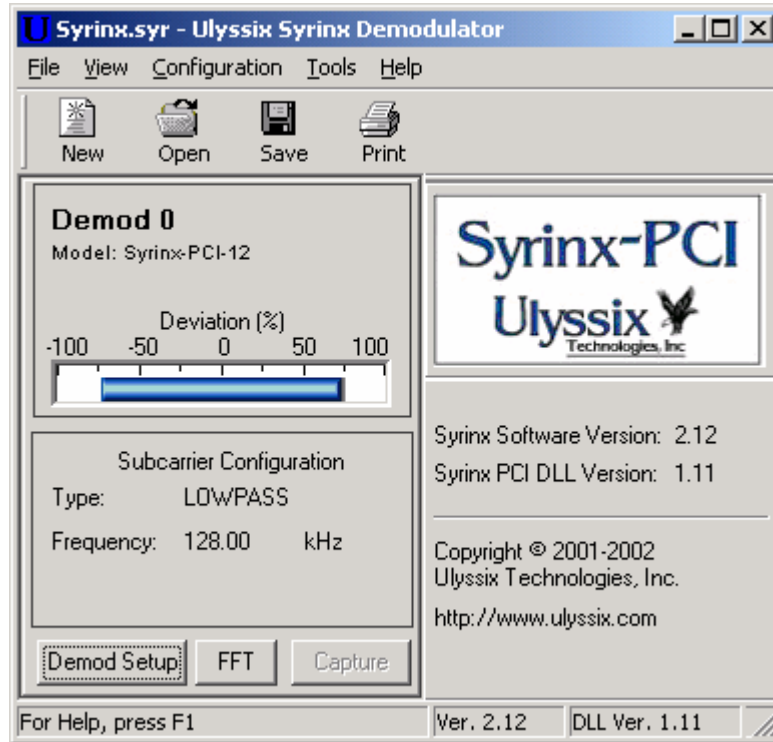 U Syrinx.syr - Ulyssix Syrinx Demodulator
File View Configuration Tools Help
New Open Save Print
Demod 0
Model: Syrinx-PCI-12
Deviation (%)
-100 -50 0 50 100
Subcarrier Configuration
Type: LOWPASS
Frequency: 128.00 kHz
Demod Setup FFT Capture
Syrinx-PCI
Ulyssix
Technologies, Inc
Syrinx Software Version: 2.12
Syrinx PCI DLL Version: 1.11
Copyright © 2001-2002
Ulyssix Technologies, Inc.
http://www.ulyssix.com
For Help, press F1 Ver. 2.12 DLL Ver. 1.11